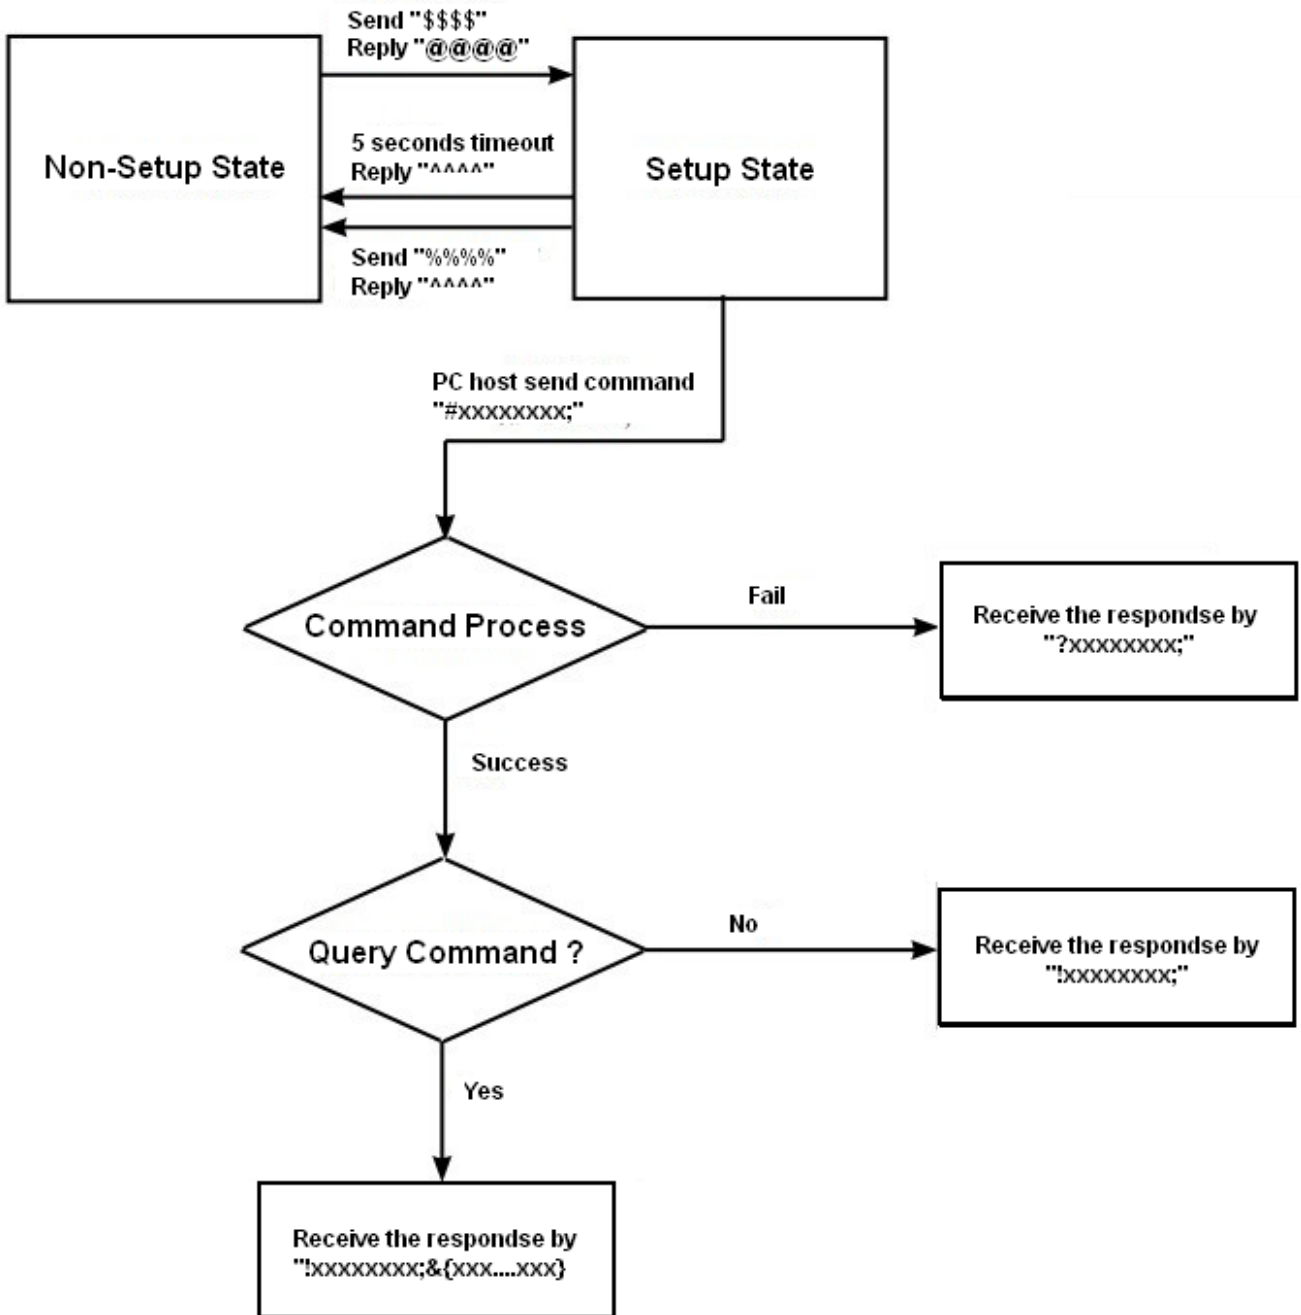 Send "$$$$"
Reply "@@@@"
Non-Setup State
5 seconds timeout
Reply "^^^^"
Setup State
Send "%%%%"
Reply "^^^^"
PC host send command
"#xxxxxxxx;"
Command Process
Fail
Receive the respondse by
"?xxxxxxxx;"
Success
Query Command ?
No
Receive the respondse by
"!xxxxxxxx;"
Yes
Receive the respondse by
"!xxxxxxxx;&{xxx....xxx}